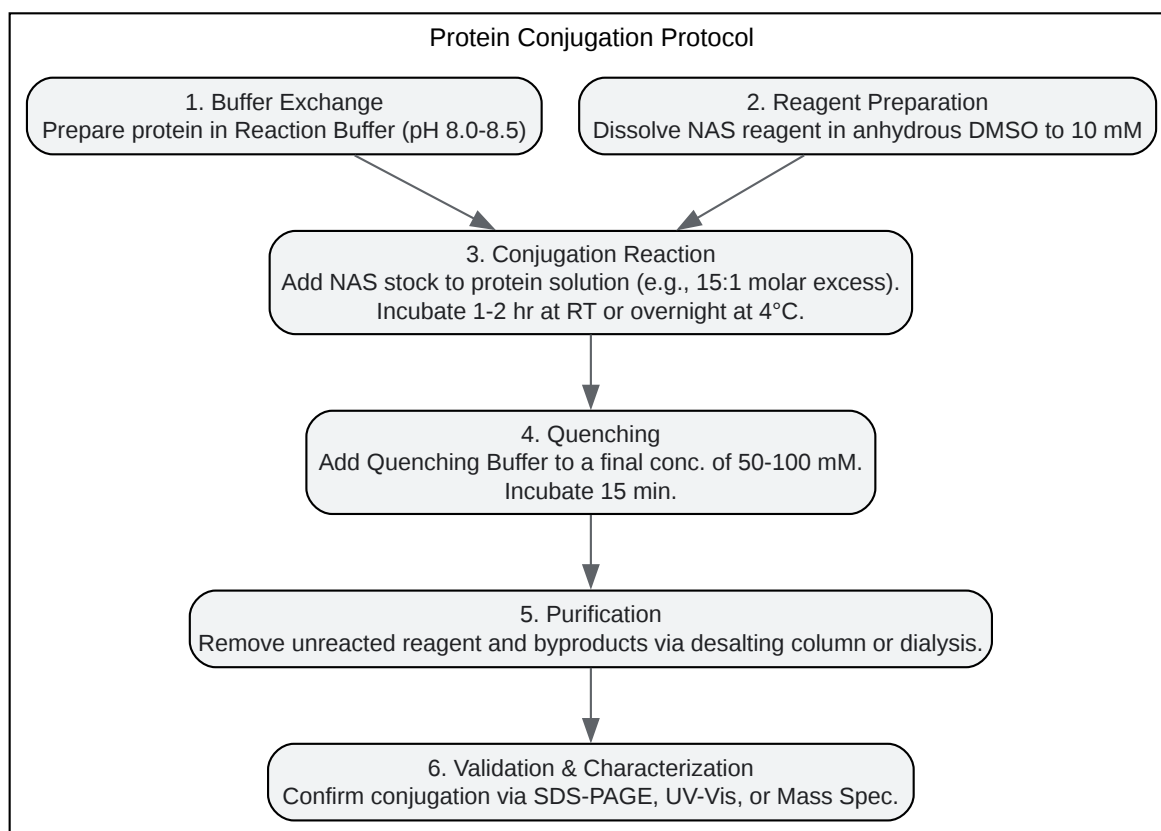 Protein Conjugation Protocol
1. Buffer Exchange
Prepare protein in Reaction Buffer (pH 8.0-8.5)
2. Reagent Preparation
Dissolve NAS reagent in anhydrous DMSO to 10 mM
3. Conjugation Reaction
Add NAS stock to protein solution (e.g., 15:1 molar excess).
Incubate 1-2 hr at RT or overnight at 4°C.
4. Quenching
Add Quenching Buffer to a final conc. of 50-100 mM.
Incubate 15 min.
5. Purification
Remove unreacted reagent and byproducts via desalting column or dialysis.
6. Validation & Characterization
Confirm conjugation via SDS-PAGE, UV-Vis, or Mass Spec.